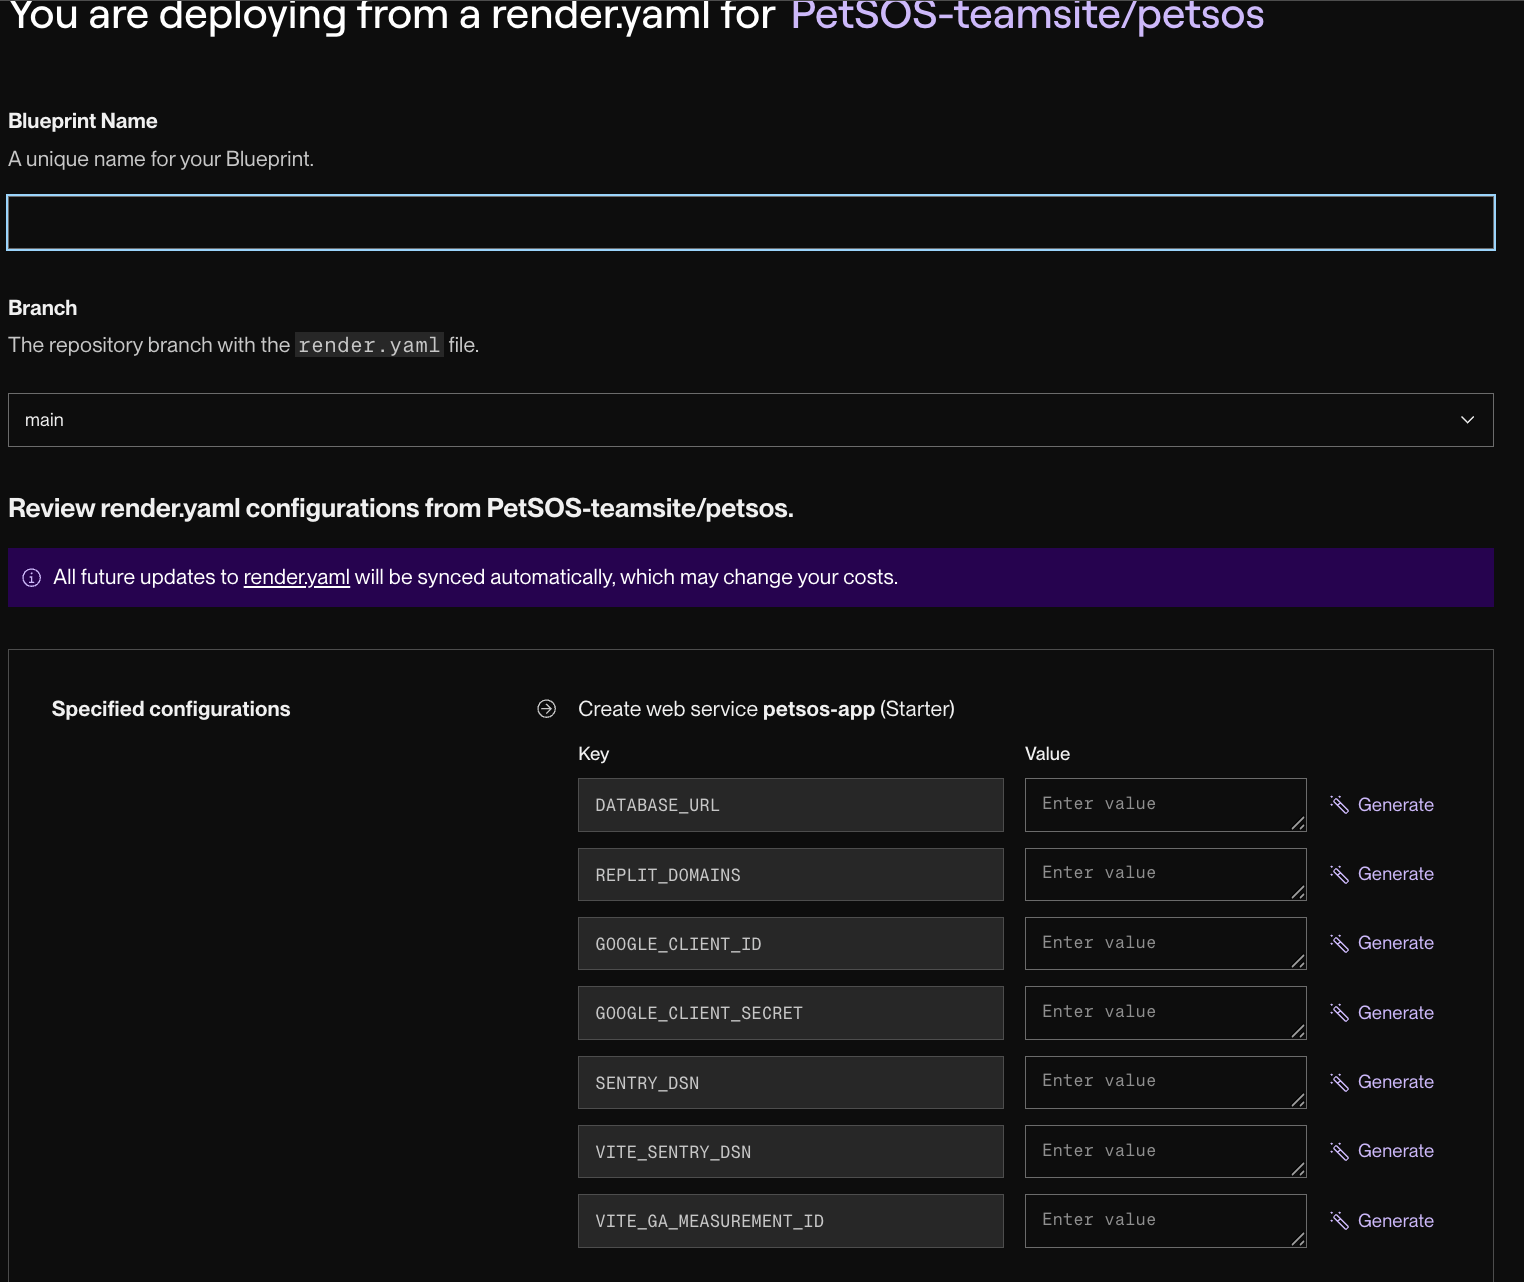 You are deploying from a render.yaml for PetSOS-teamsite/petsos
Blueprint Name
A unique name for your Blueprint.
Branch
The repository branch with the render.yaml file.
main
Review render.yaml configurations from PetSOS-teamsite/petsos.
All future updates to render.yaml will be synced automatically, which may change your costs.
Specified configurations
Create web service petsos-app (Starter)
Key Value
DATABASE_URL Enter value Generate
REPLIT_DOMAINS Enter value Generate
GOOGLE_CLIENT_ID Enter value Generate
GOOGLE_CLIENT_SECRET Enter value Generate
SENTRY_DSN Enter value Generate
VITE_SENTRY_DSN Enter value Generate
VITE_GA_MEASUREMENT_ID Enter value Generate